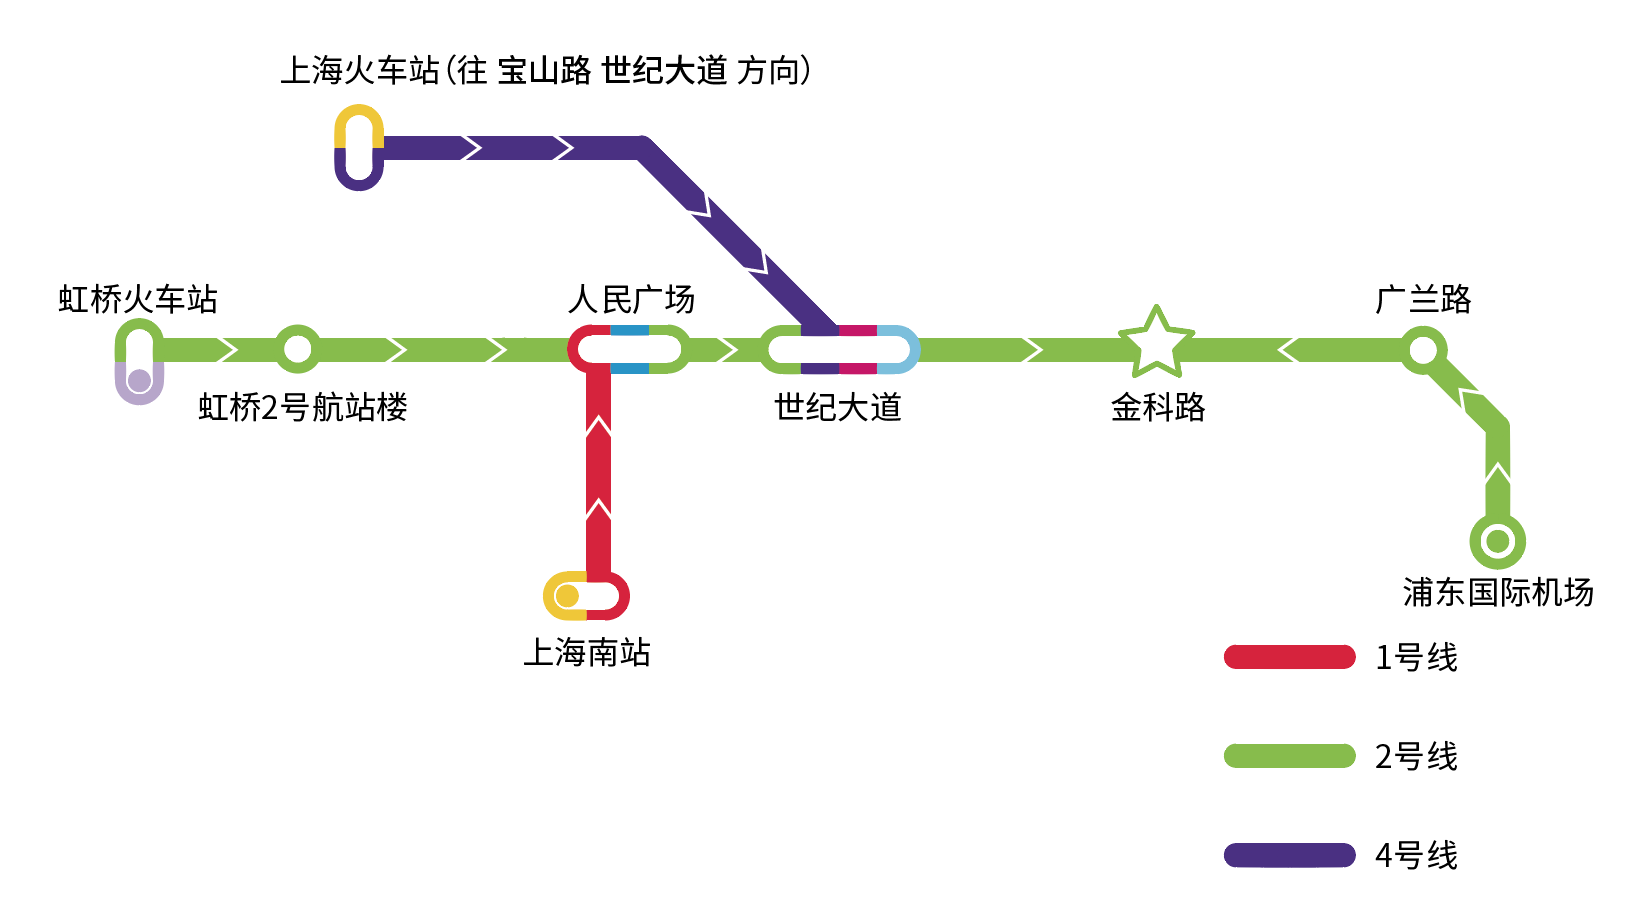 上海火车站(往 宝山路 世纪大道 方向)
虹桥火车站
人民广场
广兰路
虹桥2号航站楼
世纪大道
金科路
浦东国际机场
上海南站
1号线
2号线
4号线